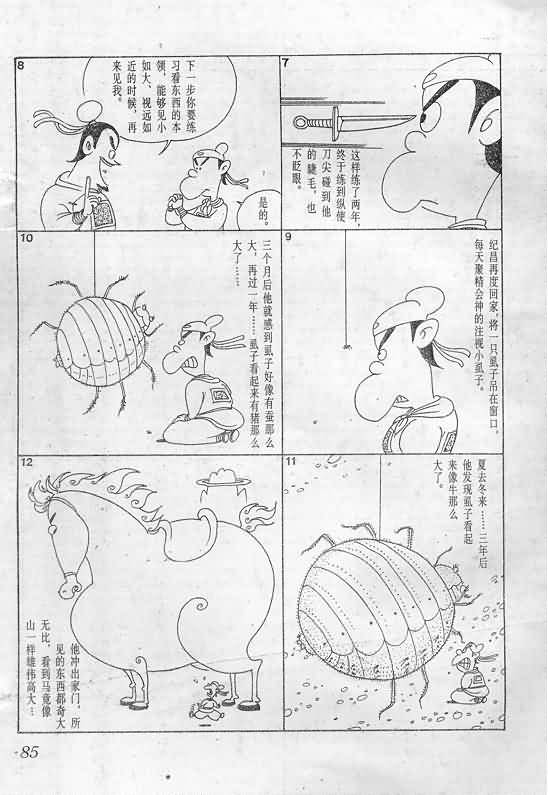 7
这样练了两年，
终于练到纵使
刀尖碰到他
的睫毛，也
不眨眼。
8
下一步你要练
习看东西的本
领，能够见小
如大、视远如
近的时候，再
来见我。
是的。
9
纪昌再度回家，将一只虱子吊在窗口，
每天聚精会神的注视小虱子。
10
三个月后他就感到虱子好像有蚕那么
大，再过一年……虱子看起来有猪那么
大了……
11
夏去冬来……三年后
他发现虱子看起
来像牛那么
大了。
12
他冲出家门，所
见的东西都奇大
无比，看到马竟像
山一样雄伟高大…
85